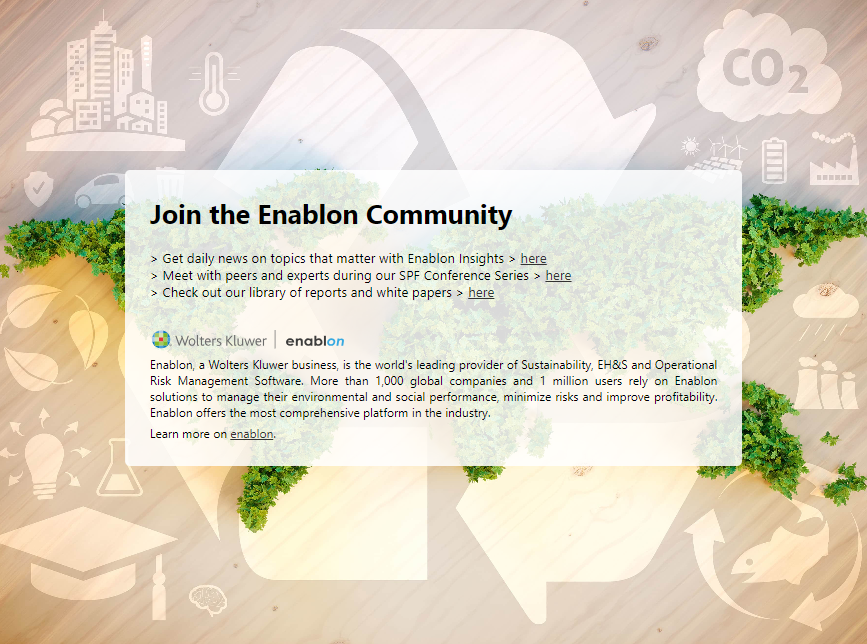 CO2
Join the Enablon Community
> Get daily news on topics that matter with Enablon Insights > here
> Meet with peers and experts during our SPF Conference Series > here
> Check out our library of reports and white papers > here
Wolters Kluwer | enablon
Enablon, a Wolters Kluwer business, is the world's leading provider of Sustainability, EH&S and Operational
Risk Management Software. More than 1,000 global companies and 1 million users rely on Enablon
solutions to manage their environmental and social performance, minimize risks and improve profitability.
Enablon offers the most comprehensive platform in the industry.
Learn more on enablon.